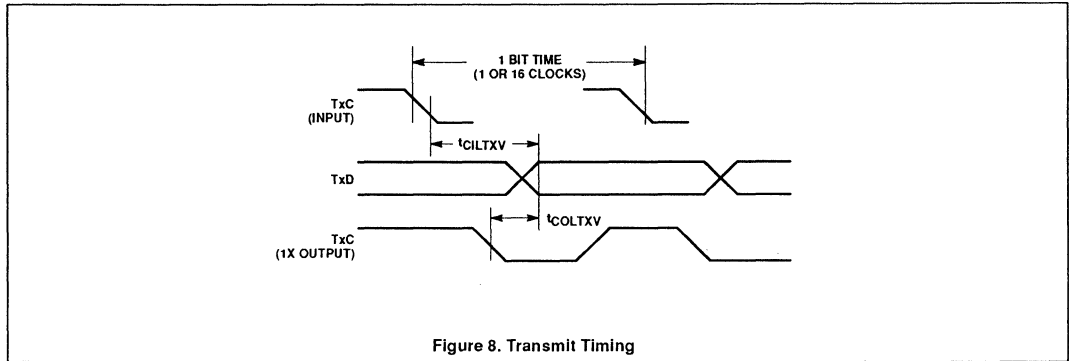 1 BIT TIME
(1 OR 16 CLOCKS)
TxC
(INPUT)
tCILTXV
TxD
tCOLTXV
TxC
(1X OUTPUT)
Figure 8. Transmit Timing